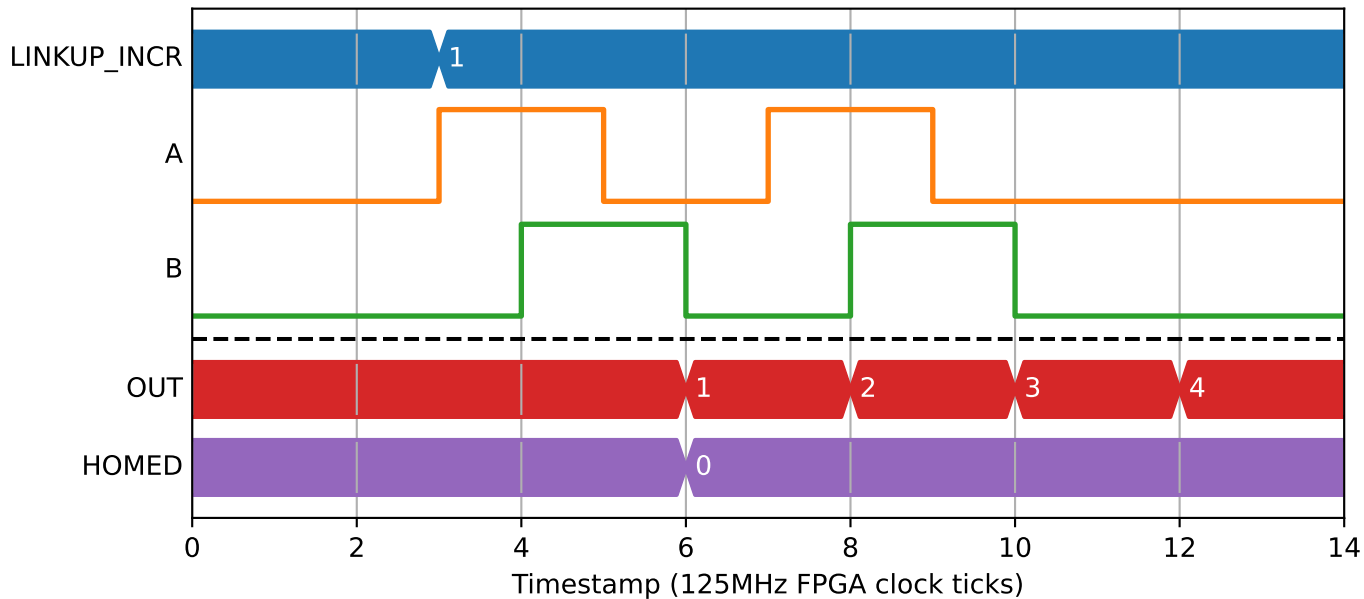 LINKUP_INCR
1
A
B
OUT
1 2 3 4
HOMED
0
0 2 4 6 8 10 12 14
Timestamp (125MHz FPGA clock ticks)